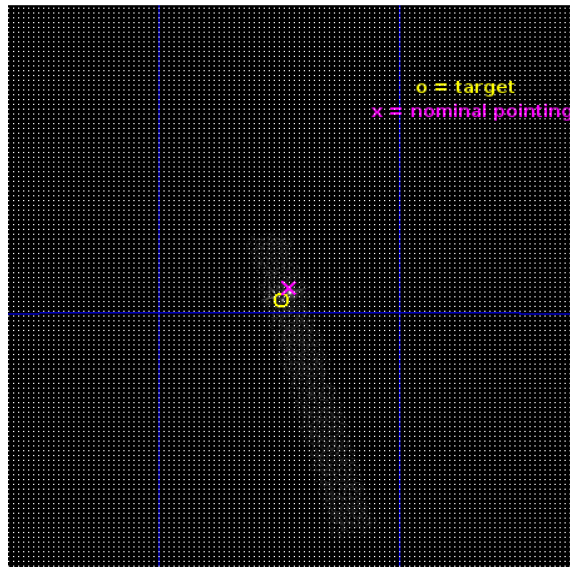 o = target
x = nominal pointing